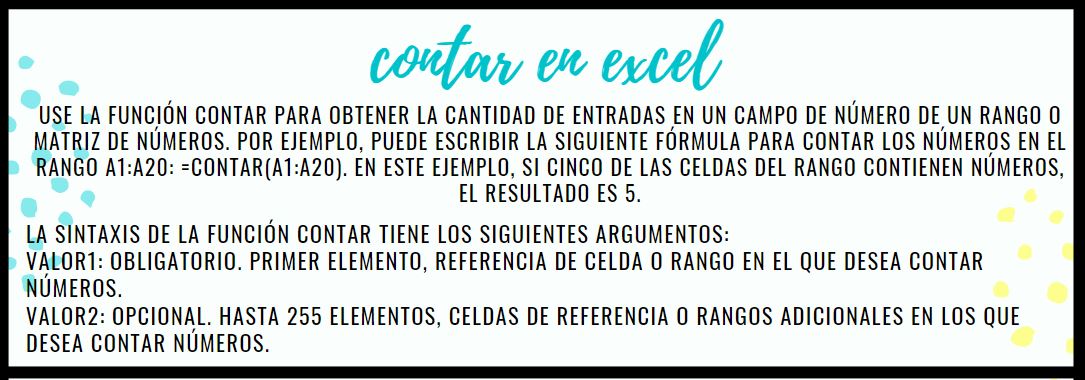 contar en excel
USE LA FUNCIÓN CONTAR PARA OBTENER LA CANTIDAD DE ENTRADAS EN UN CAMPO DE NÚMERO DE UN RANGO O
MATRIZ DE NÚMEROS. POR EJEMPLO, PUEDE ESCRIBIR LA SIGUIENTE FÓRMULA PARA CONTAR LOS NÚMEROS EN EL
RANGO A1:A20: =CONTAR(A1:A20). EN ESTE EJEMPLO, SI CINCO DE LAS CELDAS DEL RANGO CONTIENEN NÚMEROS,
EL RESULTADO ES 5.
LA SINTAXIS DE LA FUNCIÓN CONTAR TIENE LOS SIGUIENTES ARGUMENTOS:
VALOR1: OBLIGATORIO. PRIMER ELEMENTO, REFERENCIA DE CELDA O RANGO EN EL QUE DESEA CONTAR
NÚMEROS.
VALOR2: OPCIONAL. HASTA 255 ELEMENTOS, CELDAS DE REFERENCIA O RANGOS ADICIONALES EN LOS QUE
DESEA CONTAR NÚMEROS.